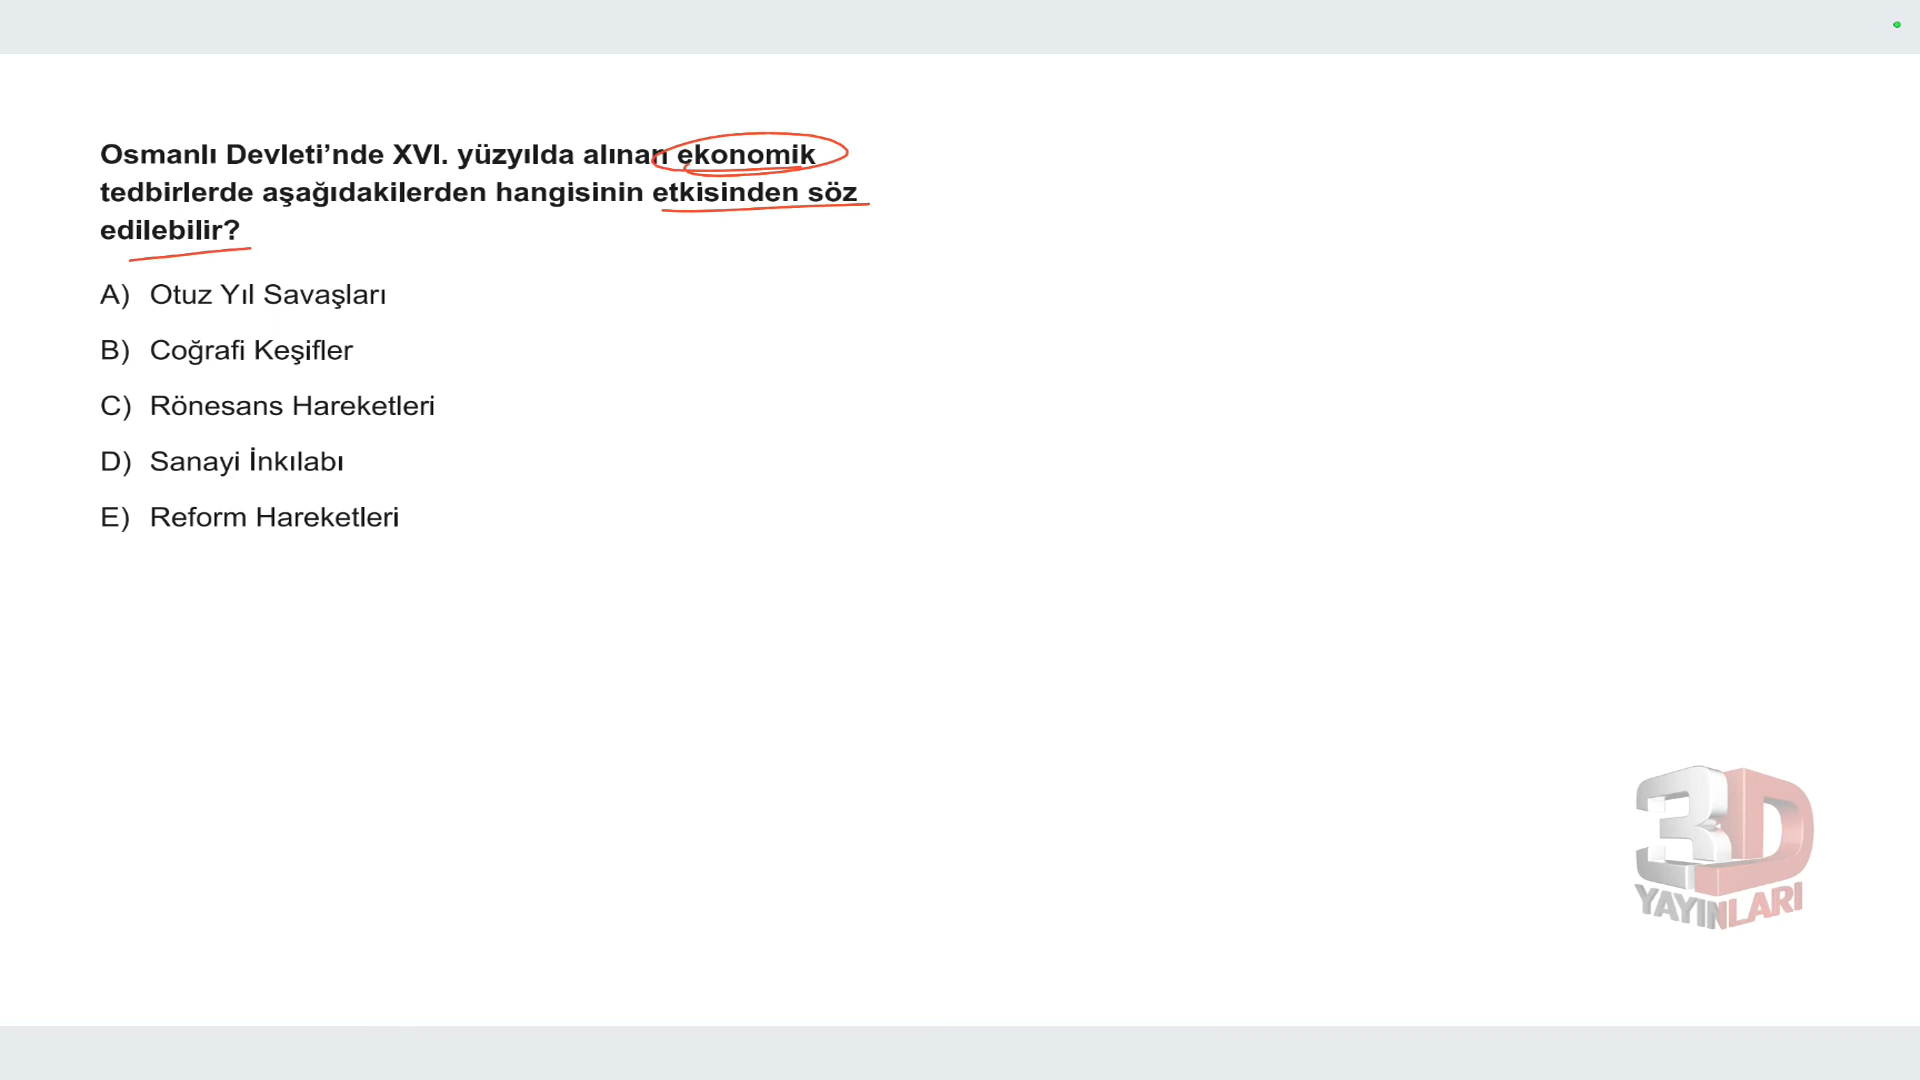 Osmanlı Devleti’nde XVI. yüzyılda alınan ekonomik
tedbirlerde aşağıdakilerden hangisinin etkisinden söz
edilebilir?
A) Otuz Yıl Savaşları
B) Coğrafi Keşifler
C) Rönesans Hareketleri
D) Sanayi İnkılabı
E) Reform Hareketleri
3D
YAYINLARI